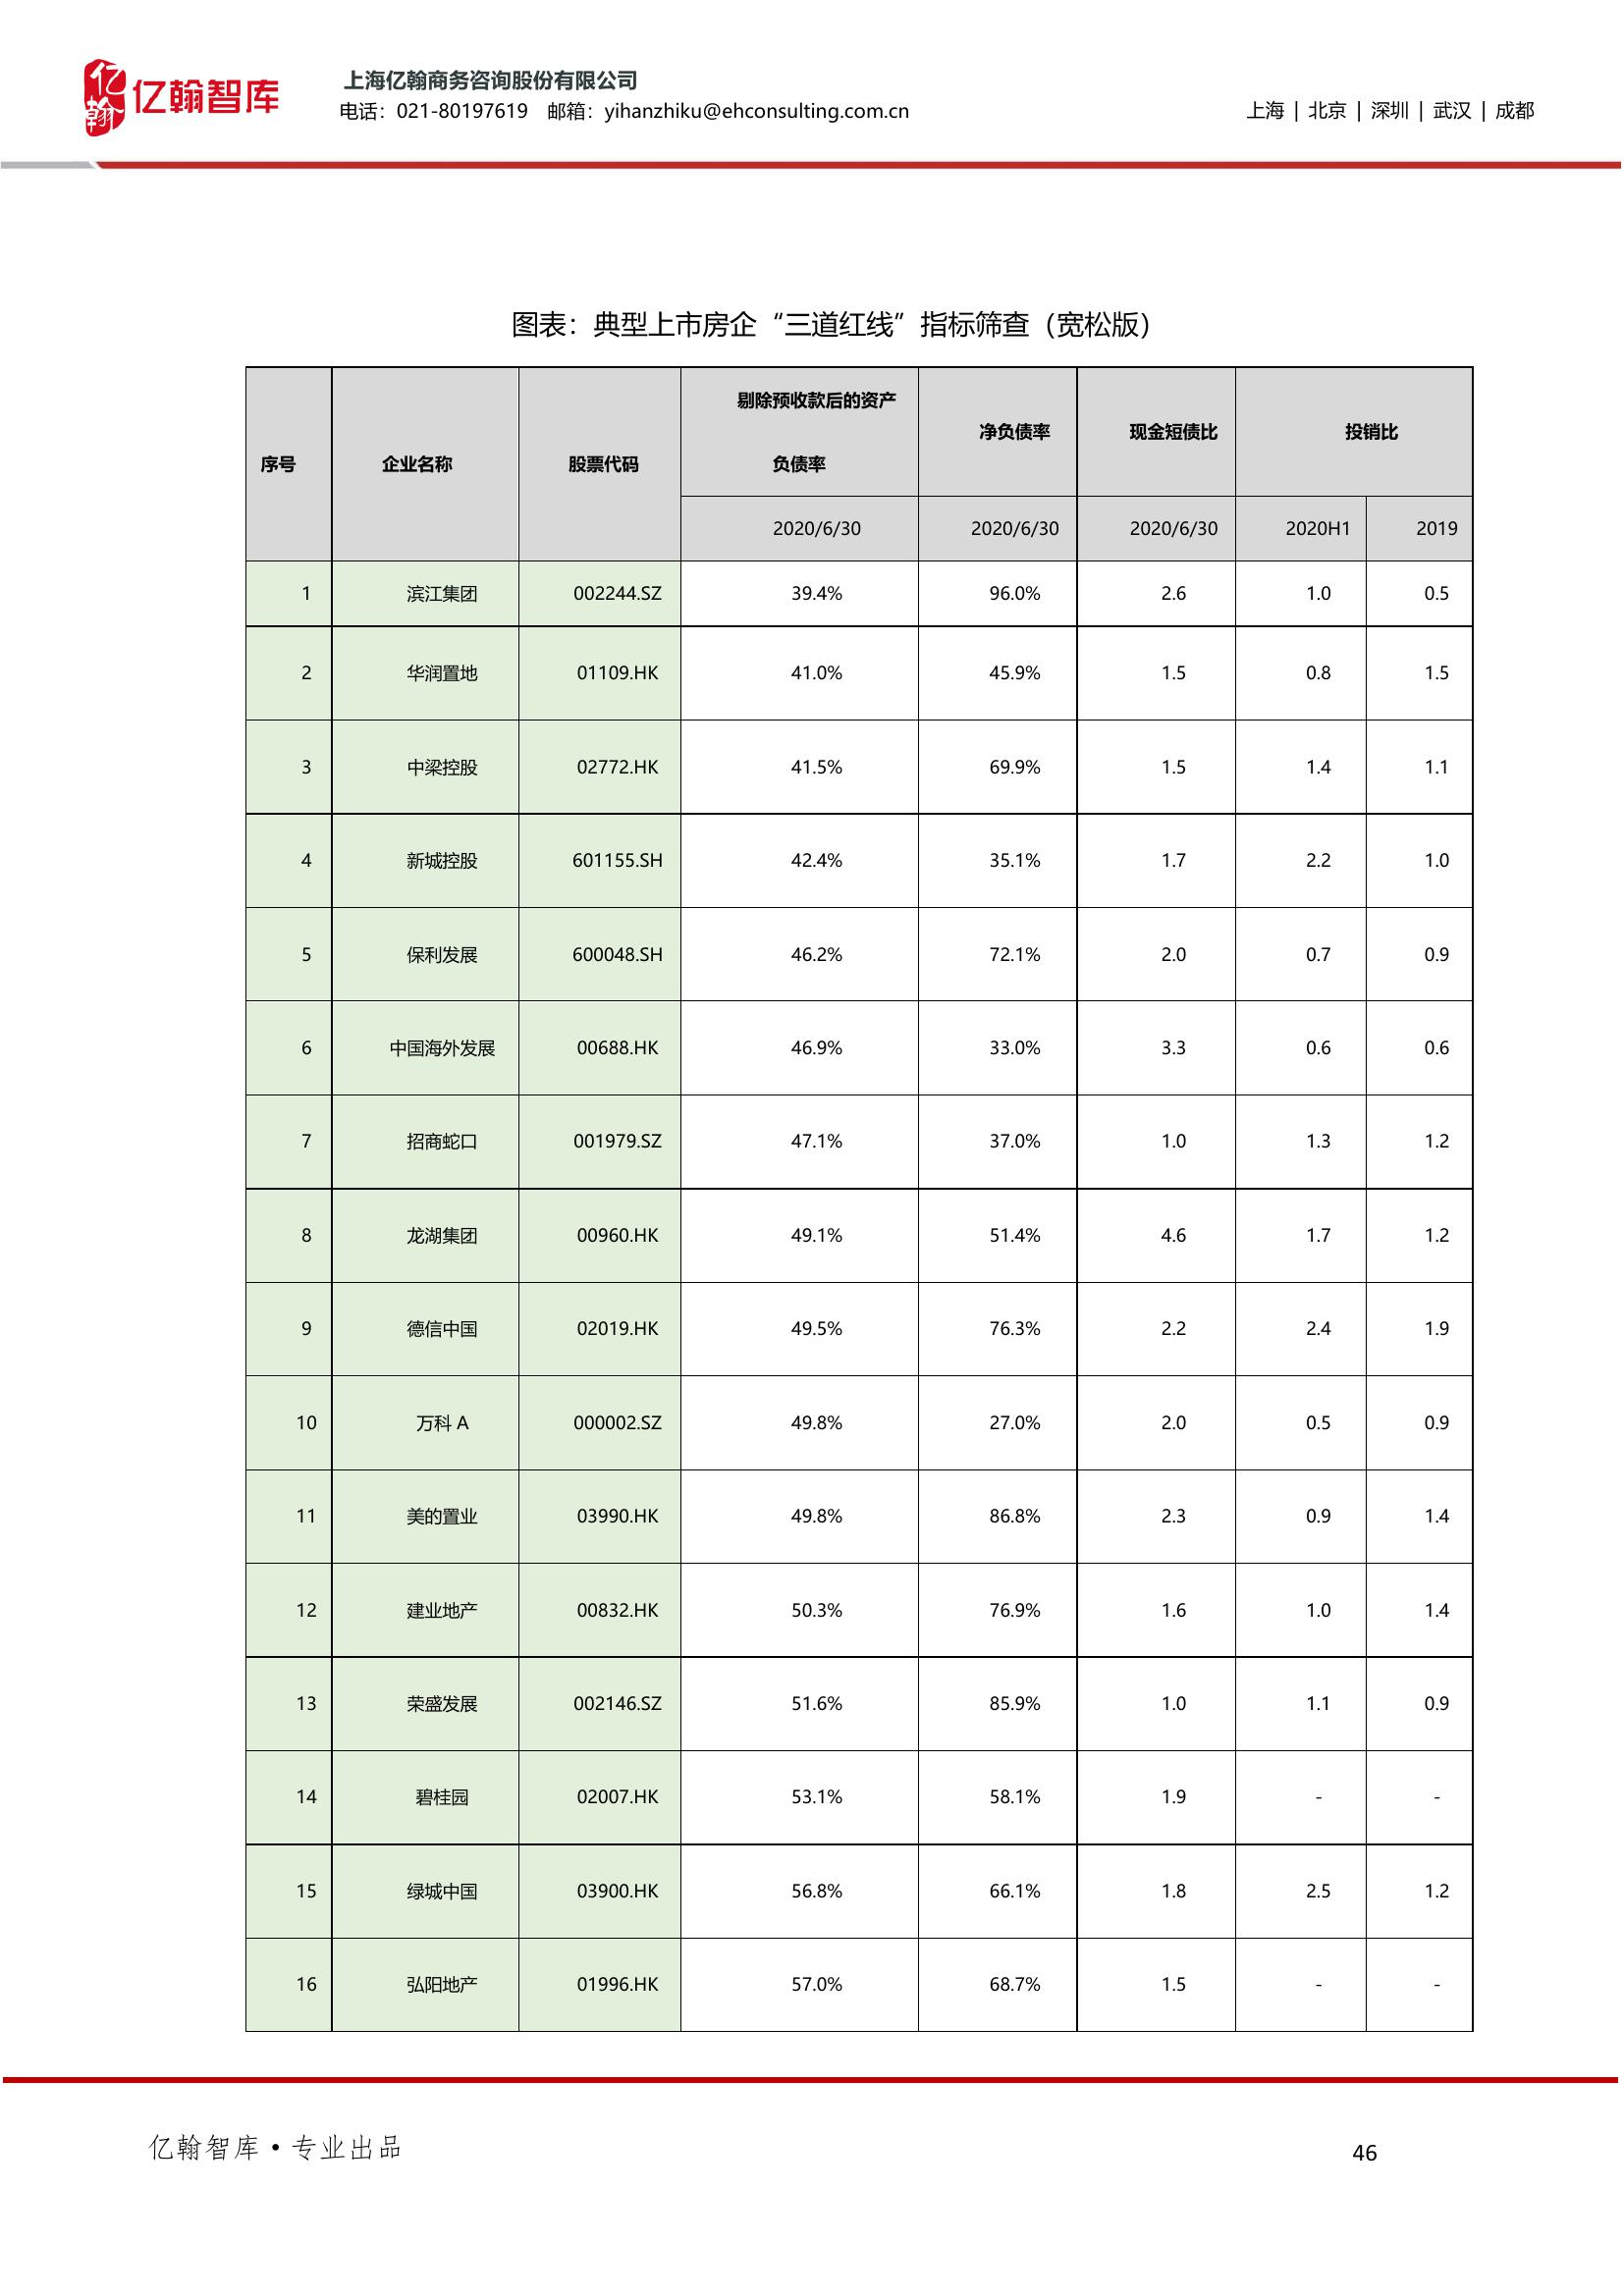 亿翰
亿翰智库
上海亿翰商务咨询股份有限公司
电话：021-80197619 邮箱：yihanzhiku@ehconsulting.com.cn
上海 | 北京 | 深圳 | 武汉 | 成都
图表：典型上市房企“三道红线”指标筛查（宽松版）
序号 企业名称 股票代码 剔除预收款后的资产负债率 净负债率 现金短债比 投销比
2020/6/30 2020/6/30 2020/6/30 2020H1 2019
1 滨江集团 002244.SZ 39.4% 96.0% 2.6 1.0 0.5
2 华润置地 01109.HK 41.0% 45.9% 1.5 0.8 1.5
3 中梁控股 02772.HK 41.5% 69.9% 1.5 1.4 1.1
4 新城控股 601155.SH 42.4% 35.1% 1.7 2.2 1.0
5 保利发展 600048.SH 46.2% 72.1% 2.0 0.7 0.9
6 中国海外发展 00688.HK 46.9% 33.0% 3.3 0.6 0.6
7 招商蛇口 001979.SZ 47.1% 37.0% 1.0 1.3 1.2
8 龙湖集团 00960.HK 49.1% 51.4% 4.6 1.7 1.2
9 德信中国 02019.HK 49.5% 76.3% 2.2 2.4 1.9
10 万科 A 000002.SZ 49.8% 27.0% 2.0 0.5 0.9
11 美的置业 03990.HK 49.8% 86.8% 2.3 0.9 1.4
12 建业地产 00832.HK 50.3% 76.9% 1.6 1.0 1.4
13 荣盛发展 002146.SZ 51.6% 85.9% 1.0 1.1 0.9
14 碧桂园 02007.HK 53.1% 58.1% 1.9 - -
15 绿城中国 03900.HK 56.8% 66.1% 1.8 2.5 1.2
16 弘阳地产 01996.HK 57.0% 68.7% 1.5 - -
亿翰智库•专业出品
46